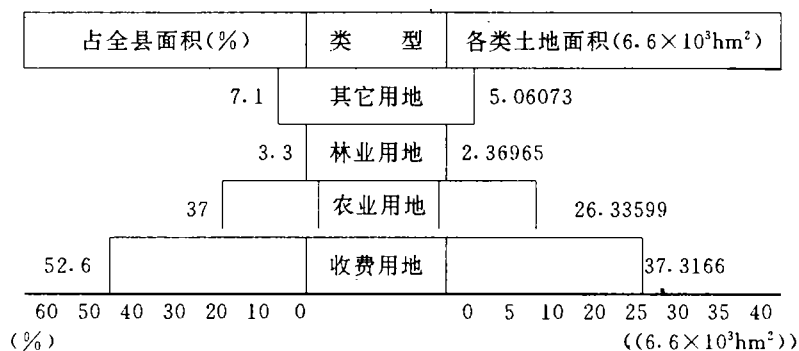 占全县面积(%) 类 型 各类土地面积(6.6×10³hm²)
7.1 其它用地 5.06073
3.3 林业用地 2.36965
37 农业用地 26.33599
52.6 收费用地 37.3166
60 50 40 30 20 10 0 0 5 10 20 25 30 35 40
(%) ((6.6×10³hm²))